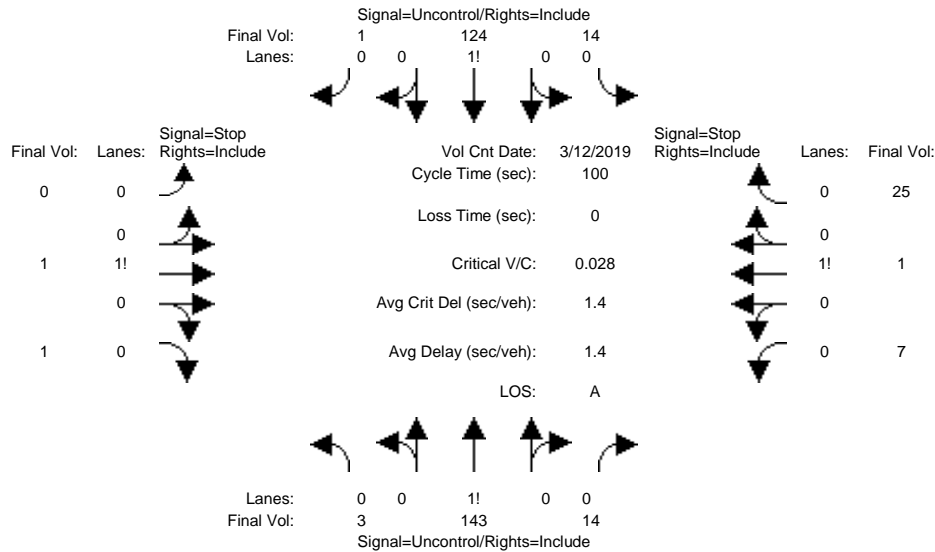 Signal=Uncontrol/Rights=Include
Final Vol: 1 124 14
Lanes: 0 0 1! 0 0
Signal=Stop
Final Vol: Lanes: Rights=Include
Vol Cnt Date: 3/12/2019
Signal=Stop
Rights=Include Lanes: Final Vol:
Cycle Time (sec): 100
0 0
0 25
Loss Time (sec): 0
0
0
1 1!
Critical V/C: 0.028
1! 1
0
Avg Crit Del (sec/veh): 1.4
0
1 0
Avg Delay (sec/veh): 1.4
0 7
LOS: A
Lanes: 0 0 1! 0 0
Final Vol: 3 143 14
Signal=Uncontrol/Rights=Include